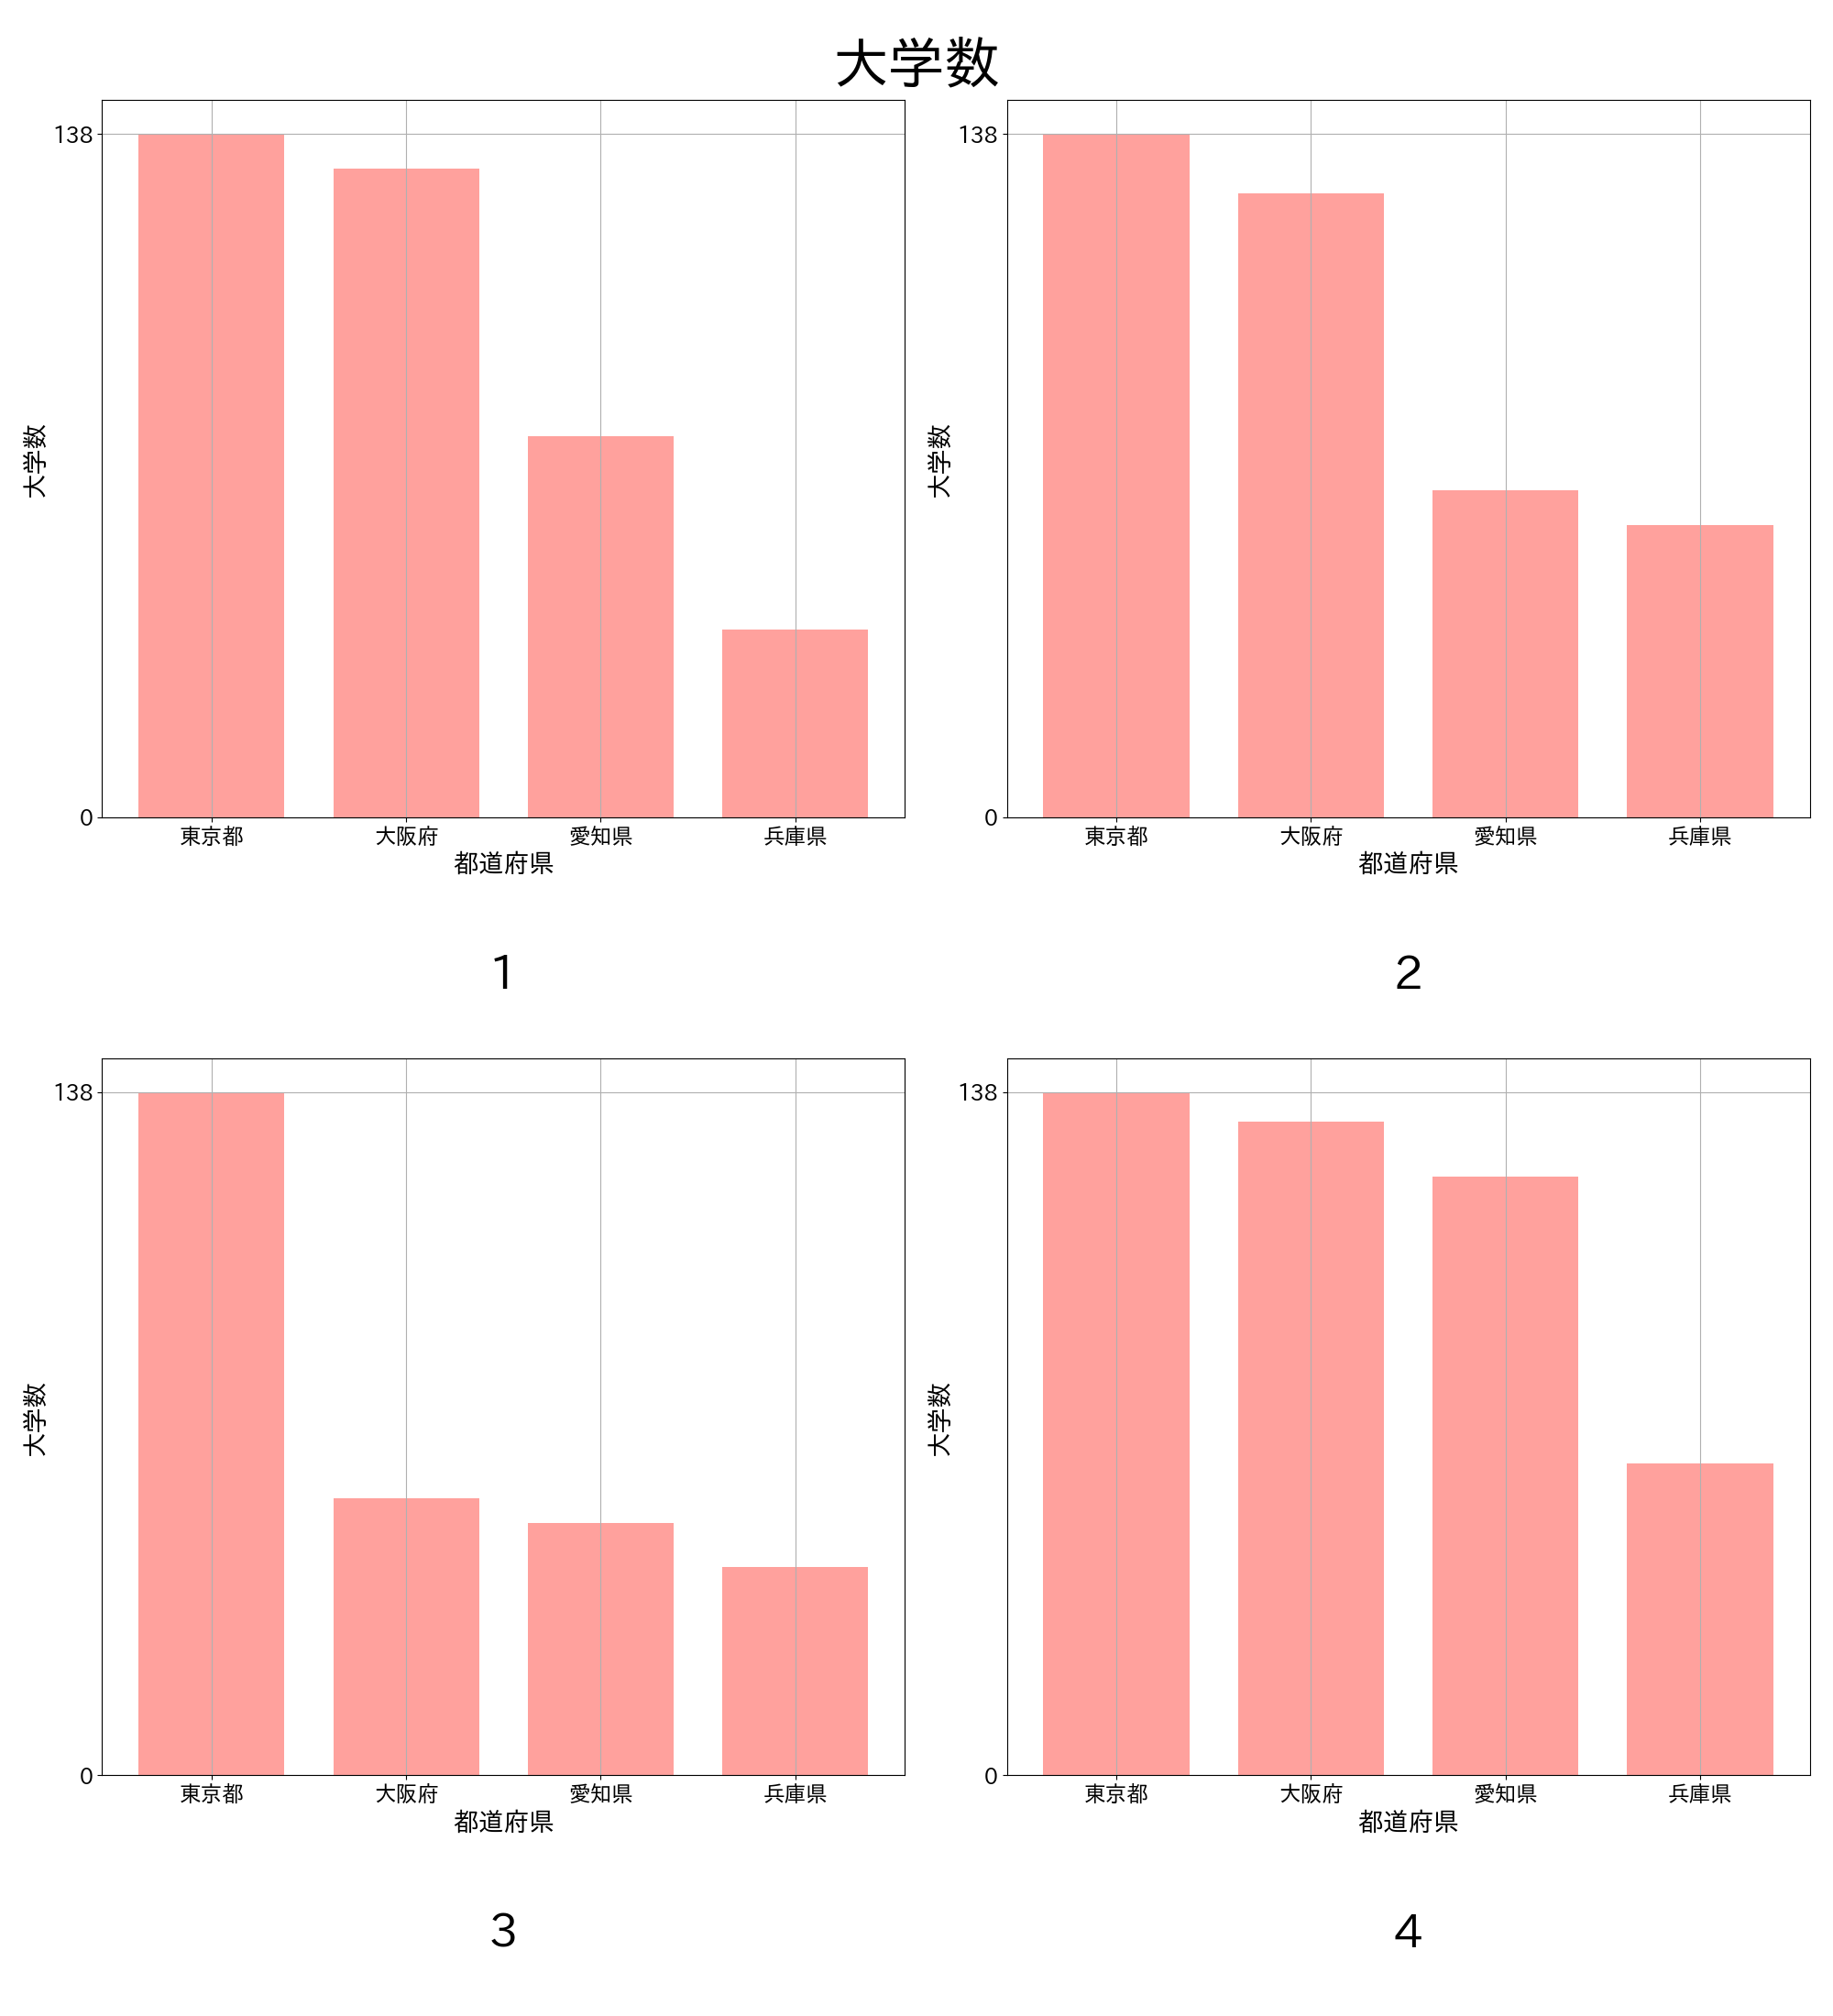 大学数
138
0
大学数
東京都 大阪府 愛知県 兵庫県
都道府県
1
138
0
大学数
東京都 大阪府 愛知県 兵庫県
都道府県
2
138
0
大学数
東京都 大阪府 愛知県 兵庫県
都道府県
3
138
0
大学数
東京都 大阪府 愛知県 兵庫県
都道府県
4